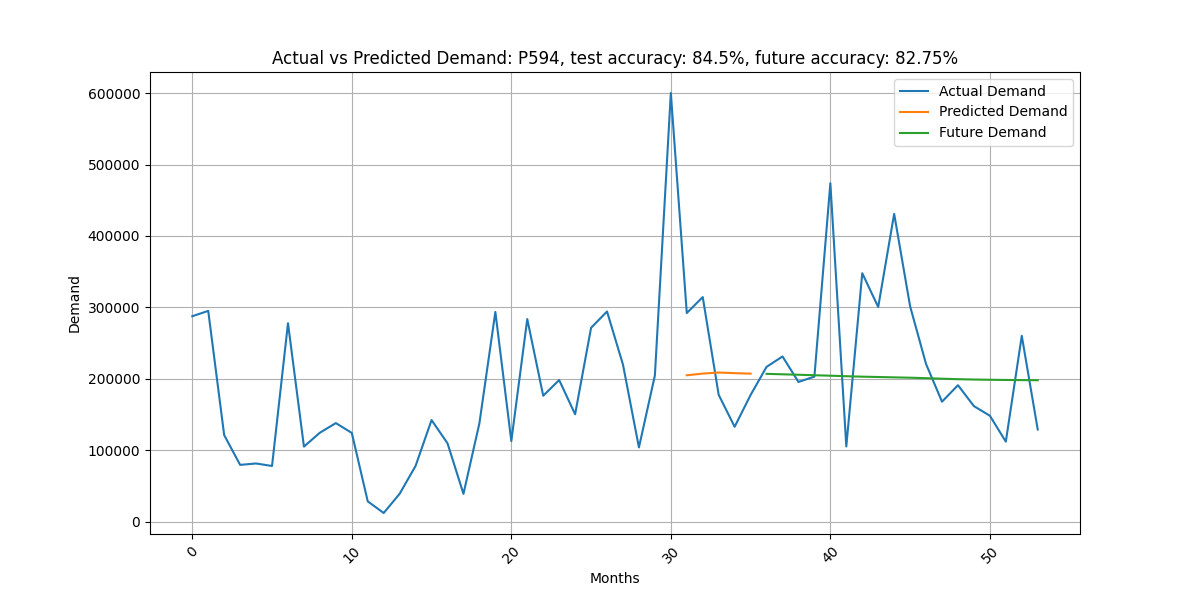 Actual vs Predicted Demand: P594, test accuracy: 84.5%, future accuracy: 82.75%
Actual Demand
Predicted Demand
Future Demand
600000
500000
400000
300000
200000
100000
0
Demand
0
10
20
30
40
50
Months